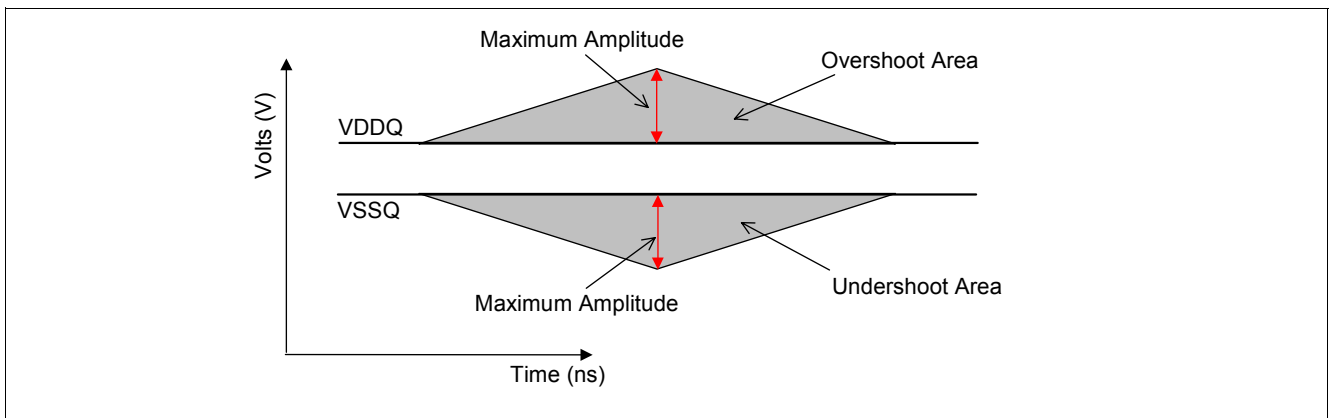 Maximum Amplitude
Overshoot Area
Volts (V)
VDDQ
VSSQ
Undershoot Area
Maximum Amplitude
Time (ns)